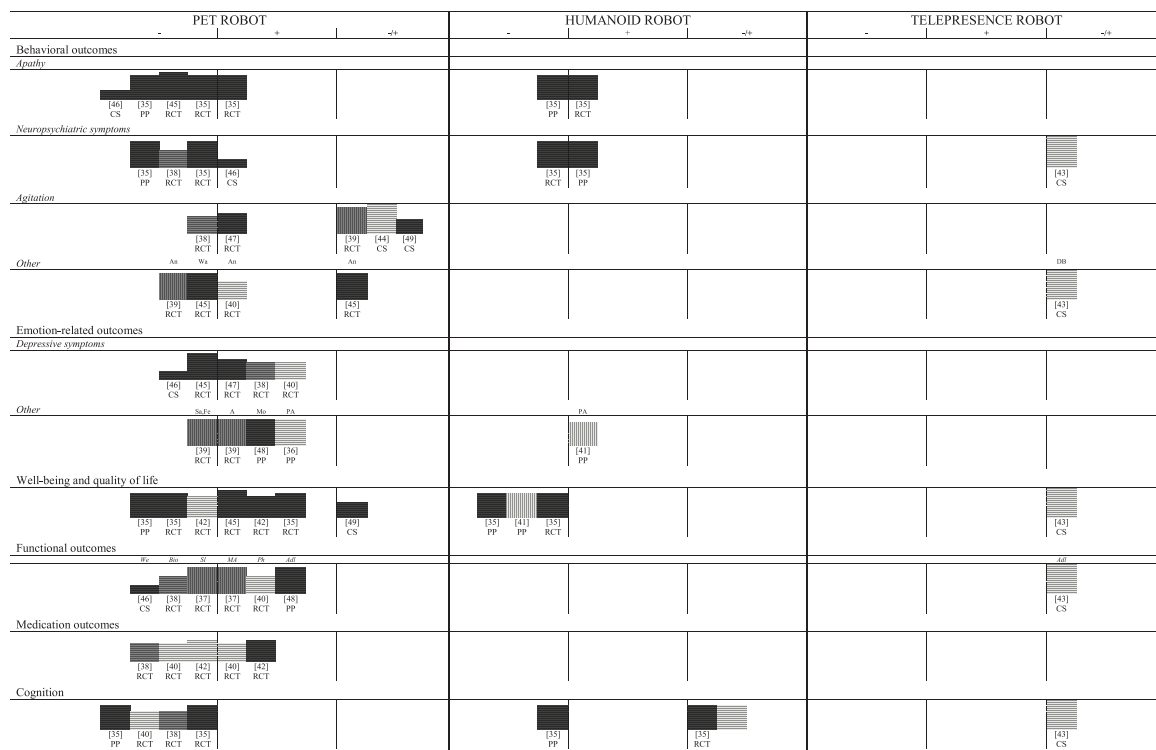 PET ROBOT HUMANOID ROBOT TELEPRESENCE ROBOT
- + -/+ - + -/+ - + -/+
Behavioral outcomes
Apathy
[46] [35] [45] [35] [35] [35] [35]
CS PP RCT RCT RCT PP RCT
Neuropsychiatric symptoms
[35] [38] [35] [46] [35] [35] [43]
PP RCT RCT CS RCT PP CS
Agitation
[38] [47] [39] [44] [49]
RCT RCT RCT CS CS
Other An Wa An An DB
[39] [45] [40] [45] [43]
RCT RCT RCT RCT CS
Emotion-related outcomes
Depressive symptoms
[46] [45] [47] [38] [40]
CS RCT RCT RCT RCT
Other Sa,Fe A Mo PA PA
[39] [39] [48] [36] [41]
RCT RCT PP PP PP
Well-being and quality of life
[35] [35] [42] [45] [42] [35] [49] [35] [41] [35] [43]
PP RCT RCT RCT RCT RCT CS PP PP RCT CS
Functional outcomes
We Bio Sl MA Ph Adl Adl
[46] [38] [37] [37] [40] [48] [43]
CS RCT RCT RCT RCT PP CS
Medication outcomes
[38] [40] [42] [40] [42]
RCT RCT RCT RCT RCT
Cognition
[35] [40] [38] [35] [35] [35] [43]
PP RCT RCT RCT PP RCT CS